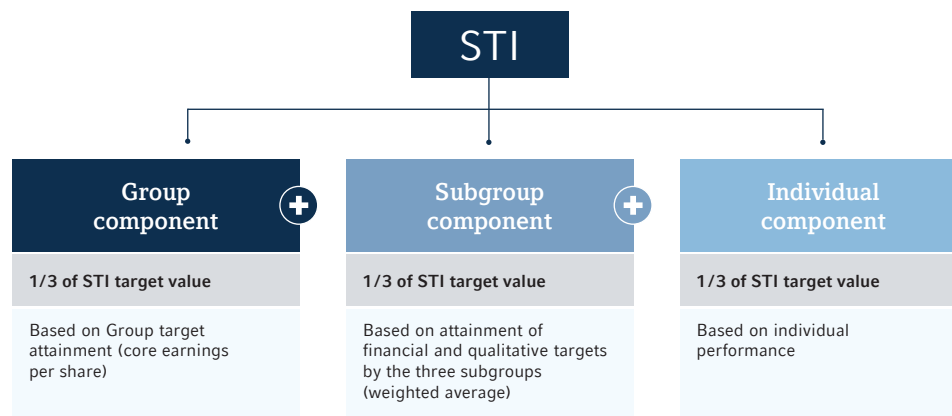 STI
Group
component
Subgroup
component
Individual
component
1/3 of STI target value
1/3 of STI target value
1/3 of STI target value
Based on Group target
attainment (core earnings
per share)
Based on attainment of
financial and qualitative targets
by the three subgroups
(weighted average)
Based on individual
performance